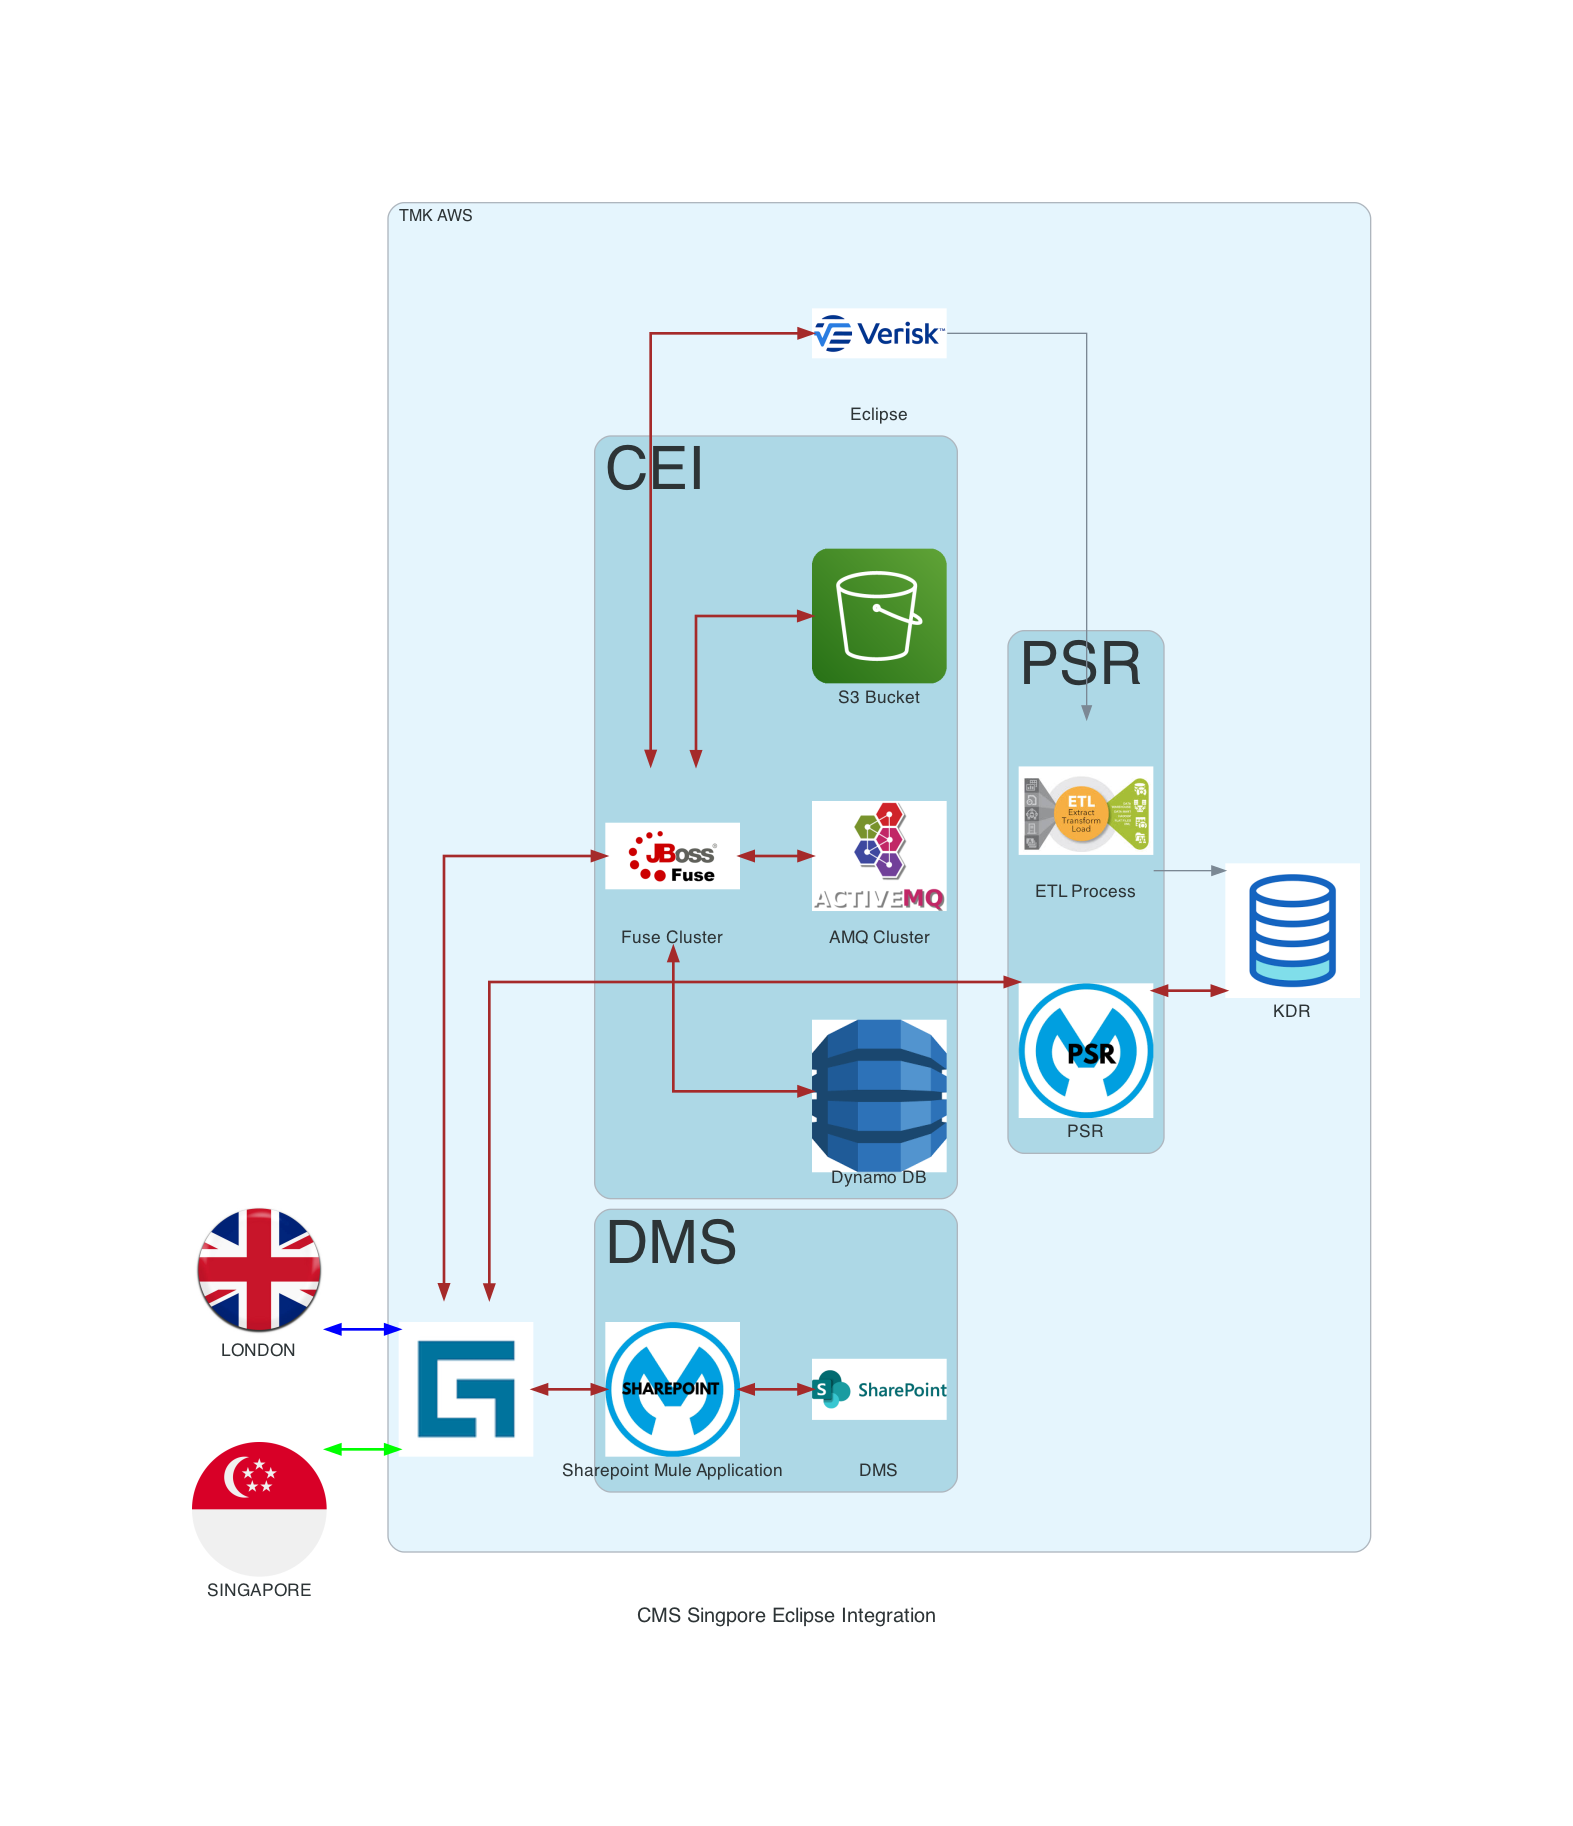 TMK AWS
Verisk™
Eclipse
CEI
S3 Bucket
PSR
JBoss®
Fuse
ACTIVEMQ
ETL
Extract
Transform
Load
Fuse Cluster
AMQ Cluster
ETL Process
KDR
PSR
PSR
Dynamo DB
DMS
LONDON
SHAREPOINT
S SharePoint
Sharepoint Mule Application
DMS
SINGAPORE
CMS Singpore Eclipse Integration